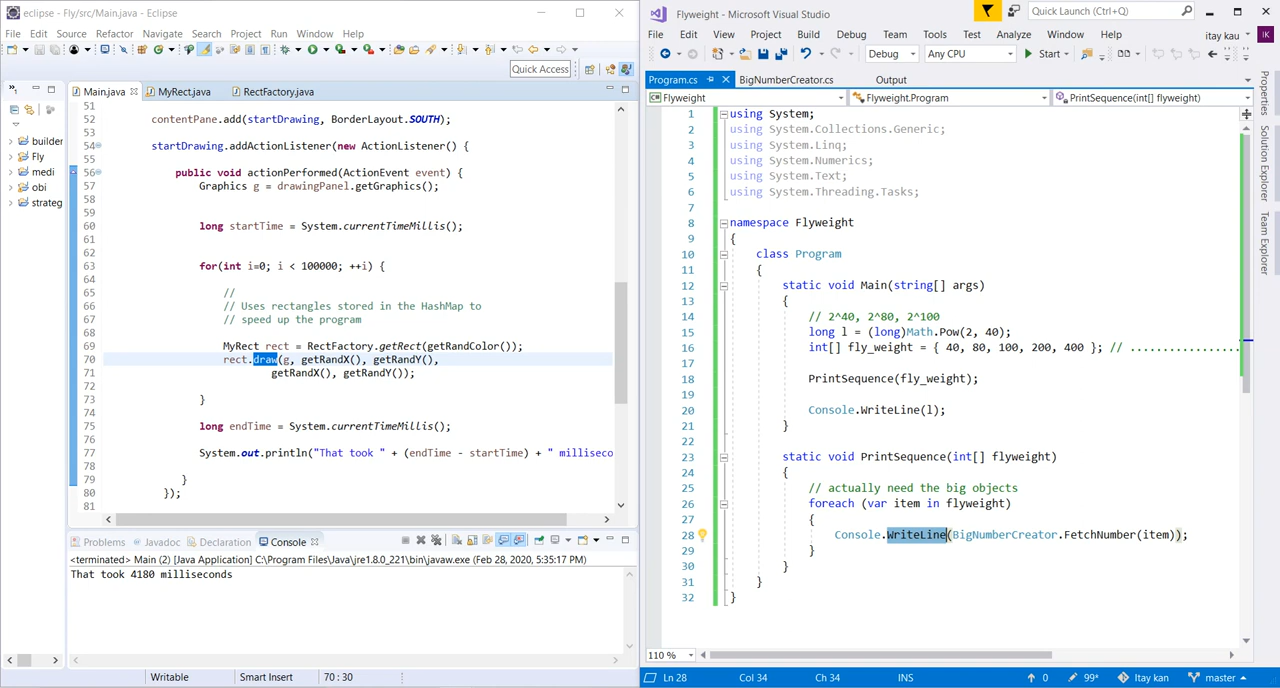 eclipse - Fly/src/Main.java - Eclipse
File Edit Source Refactor Navigate Search Project Run Window Help
Quick Access
Main.java
MyRect.java
RectFactory.java
builder
Fly
medi
obi
strateg
51
52 contentPane.add(startDrawing, BorderLayout.SOUTH);
53
54 startDrawing.addActionListener(new ActionListener() {
55
56 public void actionPerformed(ActionEvent event) {
57 Graphics g = drawingPanel.getGraphics();
58
59
60 long startTime = System.currentTimeMillis();
61
62
63 for(int i=0; i < 100000; ++i) {
64
65 //
66 // Uses rectangles stored in the HashMap to
67 // speed up the program
68
69 MyRect rect = RectFactory.getRect(getRandColor());
70 rect.draw(g, getRandX(), getRandY(),
71 getRandX(), getRandY());
72
73 }
74
75 long endTime = System.currentTimeMillis();
76
77 System.out.println("That took " + (endTime - startTime) + " milliseco
78
79 }
80 });
81
Problems Javadoc Declaration Console
<terminated> Main (2) [Java Application] C:\Program Files\Java\jre1.8.0_221\bin\javaw.exe (Feb 28, 2020, 5:35:17 PM)
That took 4180 milliseconds
Writable Smart Insert 70 : 30
Flyweight - Microsoft Visual Studio
Quick Launch (Ctrl+Q)
File Edit View Project Build Debug Team Tools Test Analyze Window Help
itay kau
IK
Debug Any CPU Start
Program.cs
BigNumberCreator.cs
Output
Flyweight
Flyweight.Program
PrintSequence(int[] flyweight)
1 using System;
2 using System.Collections.Generic;
3 using System.Linq;
4 using System.Numerics;
5 using System.Text;
6 using System.Threading.Tasks;
7
8 namespace Flyweight
9 {
10 class Program
11 {
12 static void Main(string[] args)
13 {
14 // 2^40, 2^80, 2^100
15 long l = (long)Math.Pow(2, 40);
16 int[] fly_weight = { 40, 80, 100, 200, 400 }; // ..................
17
18 PrintSequence(fly_weight);
19
20 Console.WriteLine(l);
21 }
22
23 static void PrintSequence(int[] flyweight)
24 {
25 // actually need the big objects
26 foreach (var item in flyweight)
27 {
28 Console.WriteLine(BigNumberCreator.FetchNumber(item));
29 }
30 }
31 }
32 }
Properties
Solution Explorer
Team Explorer
110 %
Ln 28 Col 34 Ch 34 INS 0 99+ Itay kan master